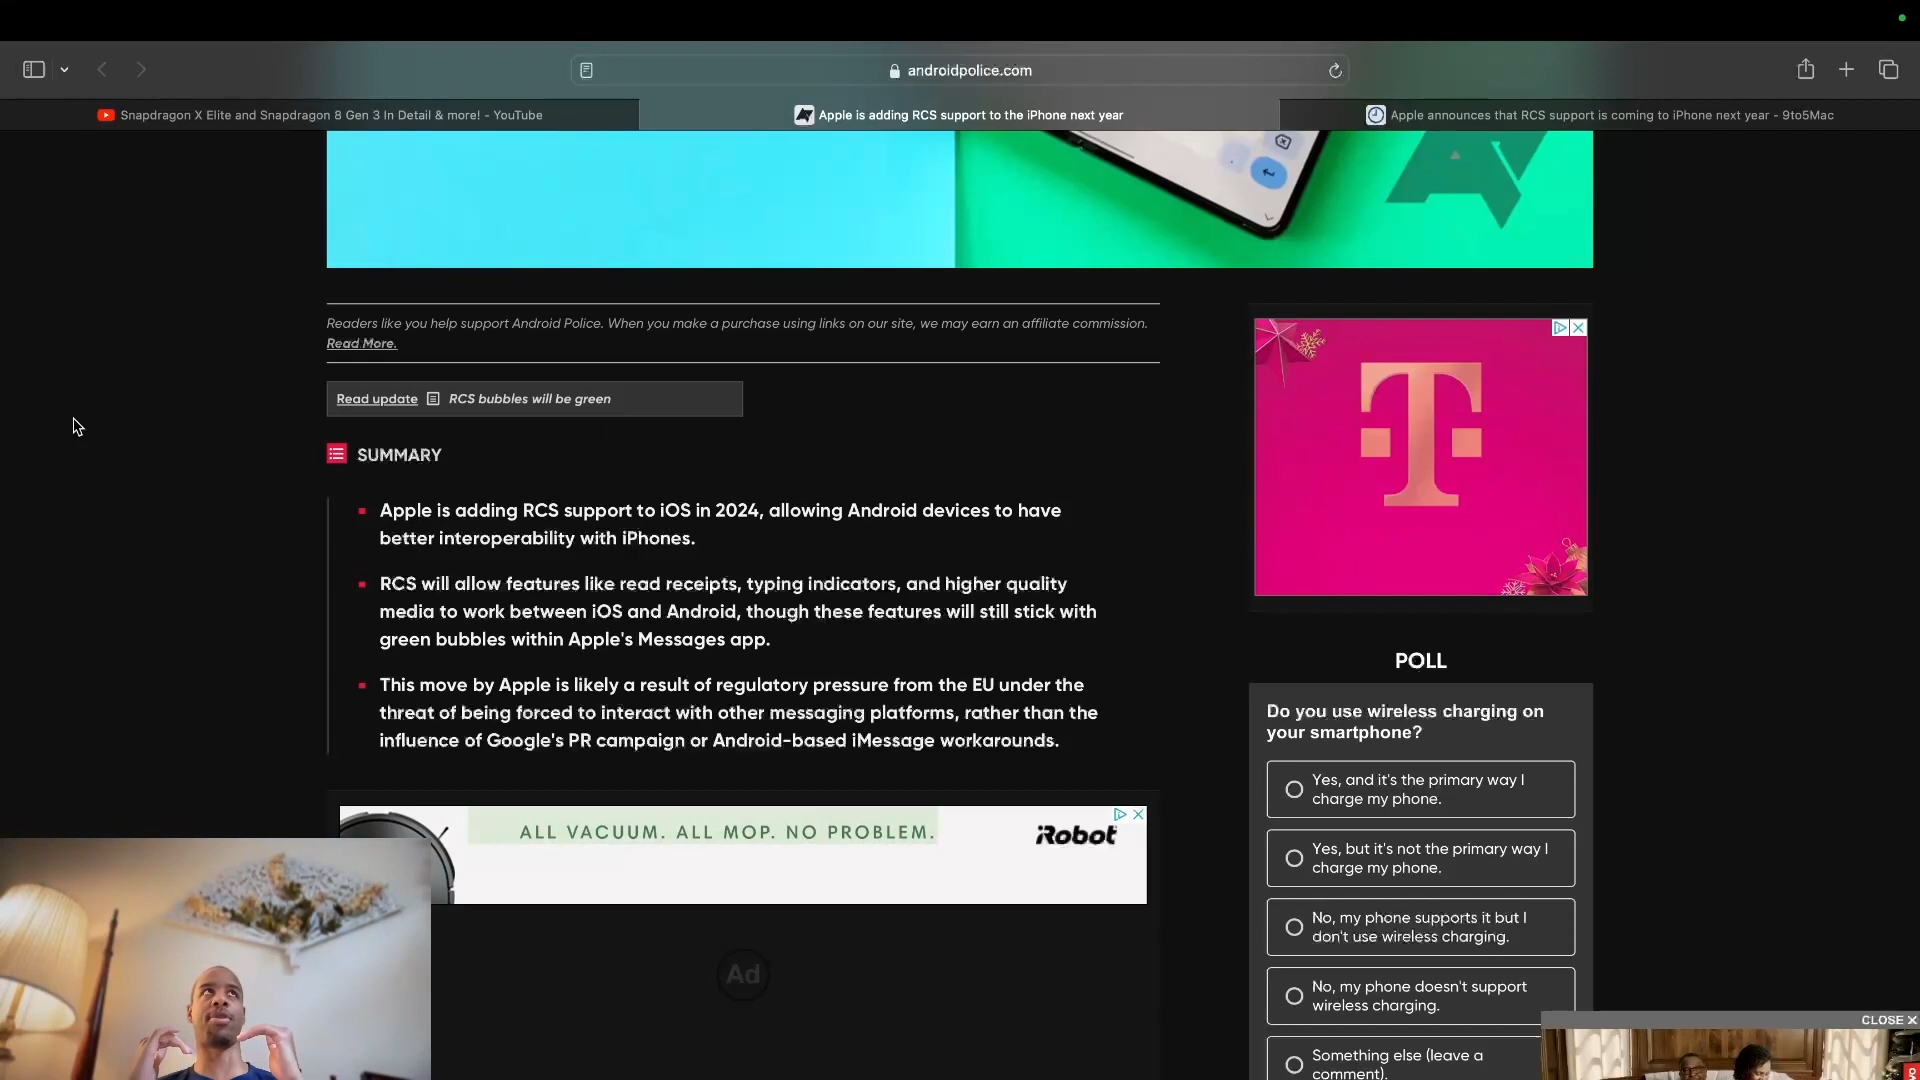 androidpolice.com
Snapdragon X Elite and Snapdragon 8 Gen 3 In Detail & more! - YouTube
Apple is adding RCS support to the iPhone next year
Apple announces that RCS support is coming to iPhone next year - 9to5Mac
Readers like you help support Android Police. When you make a purchase using links on our site, we may earn an affiliate commission.
Read More.
Read update RCS bubbles will be green
SUMMARY
Apple is adding RCS support to iOS in 2024, allowing Android devices to have
better interoperability with iPhones.
RCS will allow features like read receipts, typing indicators, and higher quality
media to work between iOS and Android, though these features will still stick with
green bubbles within Apple's Messages app.
This move by Apple is likely a result of regulatory pressure from the EU under the
threat of being forced to interact with other messaging platforms, rather than the
influence of Google's PR campaign or Android-based iMessage workarounds.
ALL VACUUM. ALL MOP. NO PROBLEM.
iRobot
Ad
T
POLL
Do you use wireless charging on
your smartphone?
Yes, and it's the primary way I
charge my phone.
Yes, but it's not the primary way I
charge my phone.
No, my phone supports it but I
don't use wireless charging.
No, my phone doesn't support
wireless charging.
Something else (leave a
comment).
CLOSE X